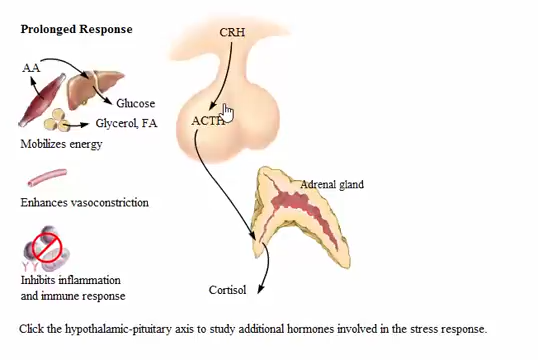 Prolonged Response
CRH
AA
Glucose
Glycerol, FA
ACTH
Mobilizes energy
Adrenal gland
Enhances vasoconstriction
Inhibits inflammation
and immune response
Cortisol
Click the hypothalamic-pituitary axis to study additional hormones involved in the stress response.